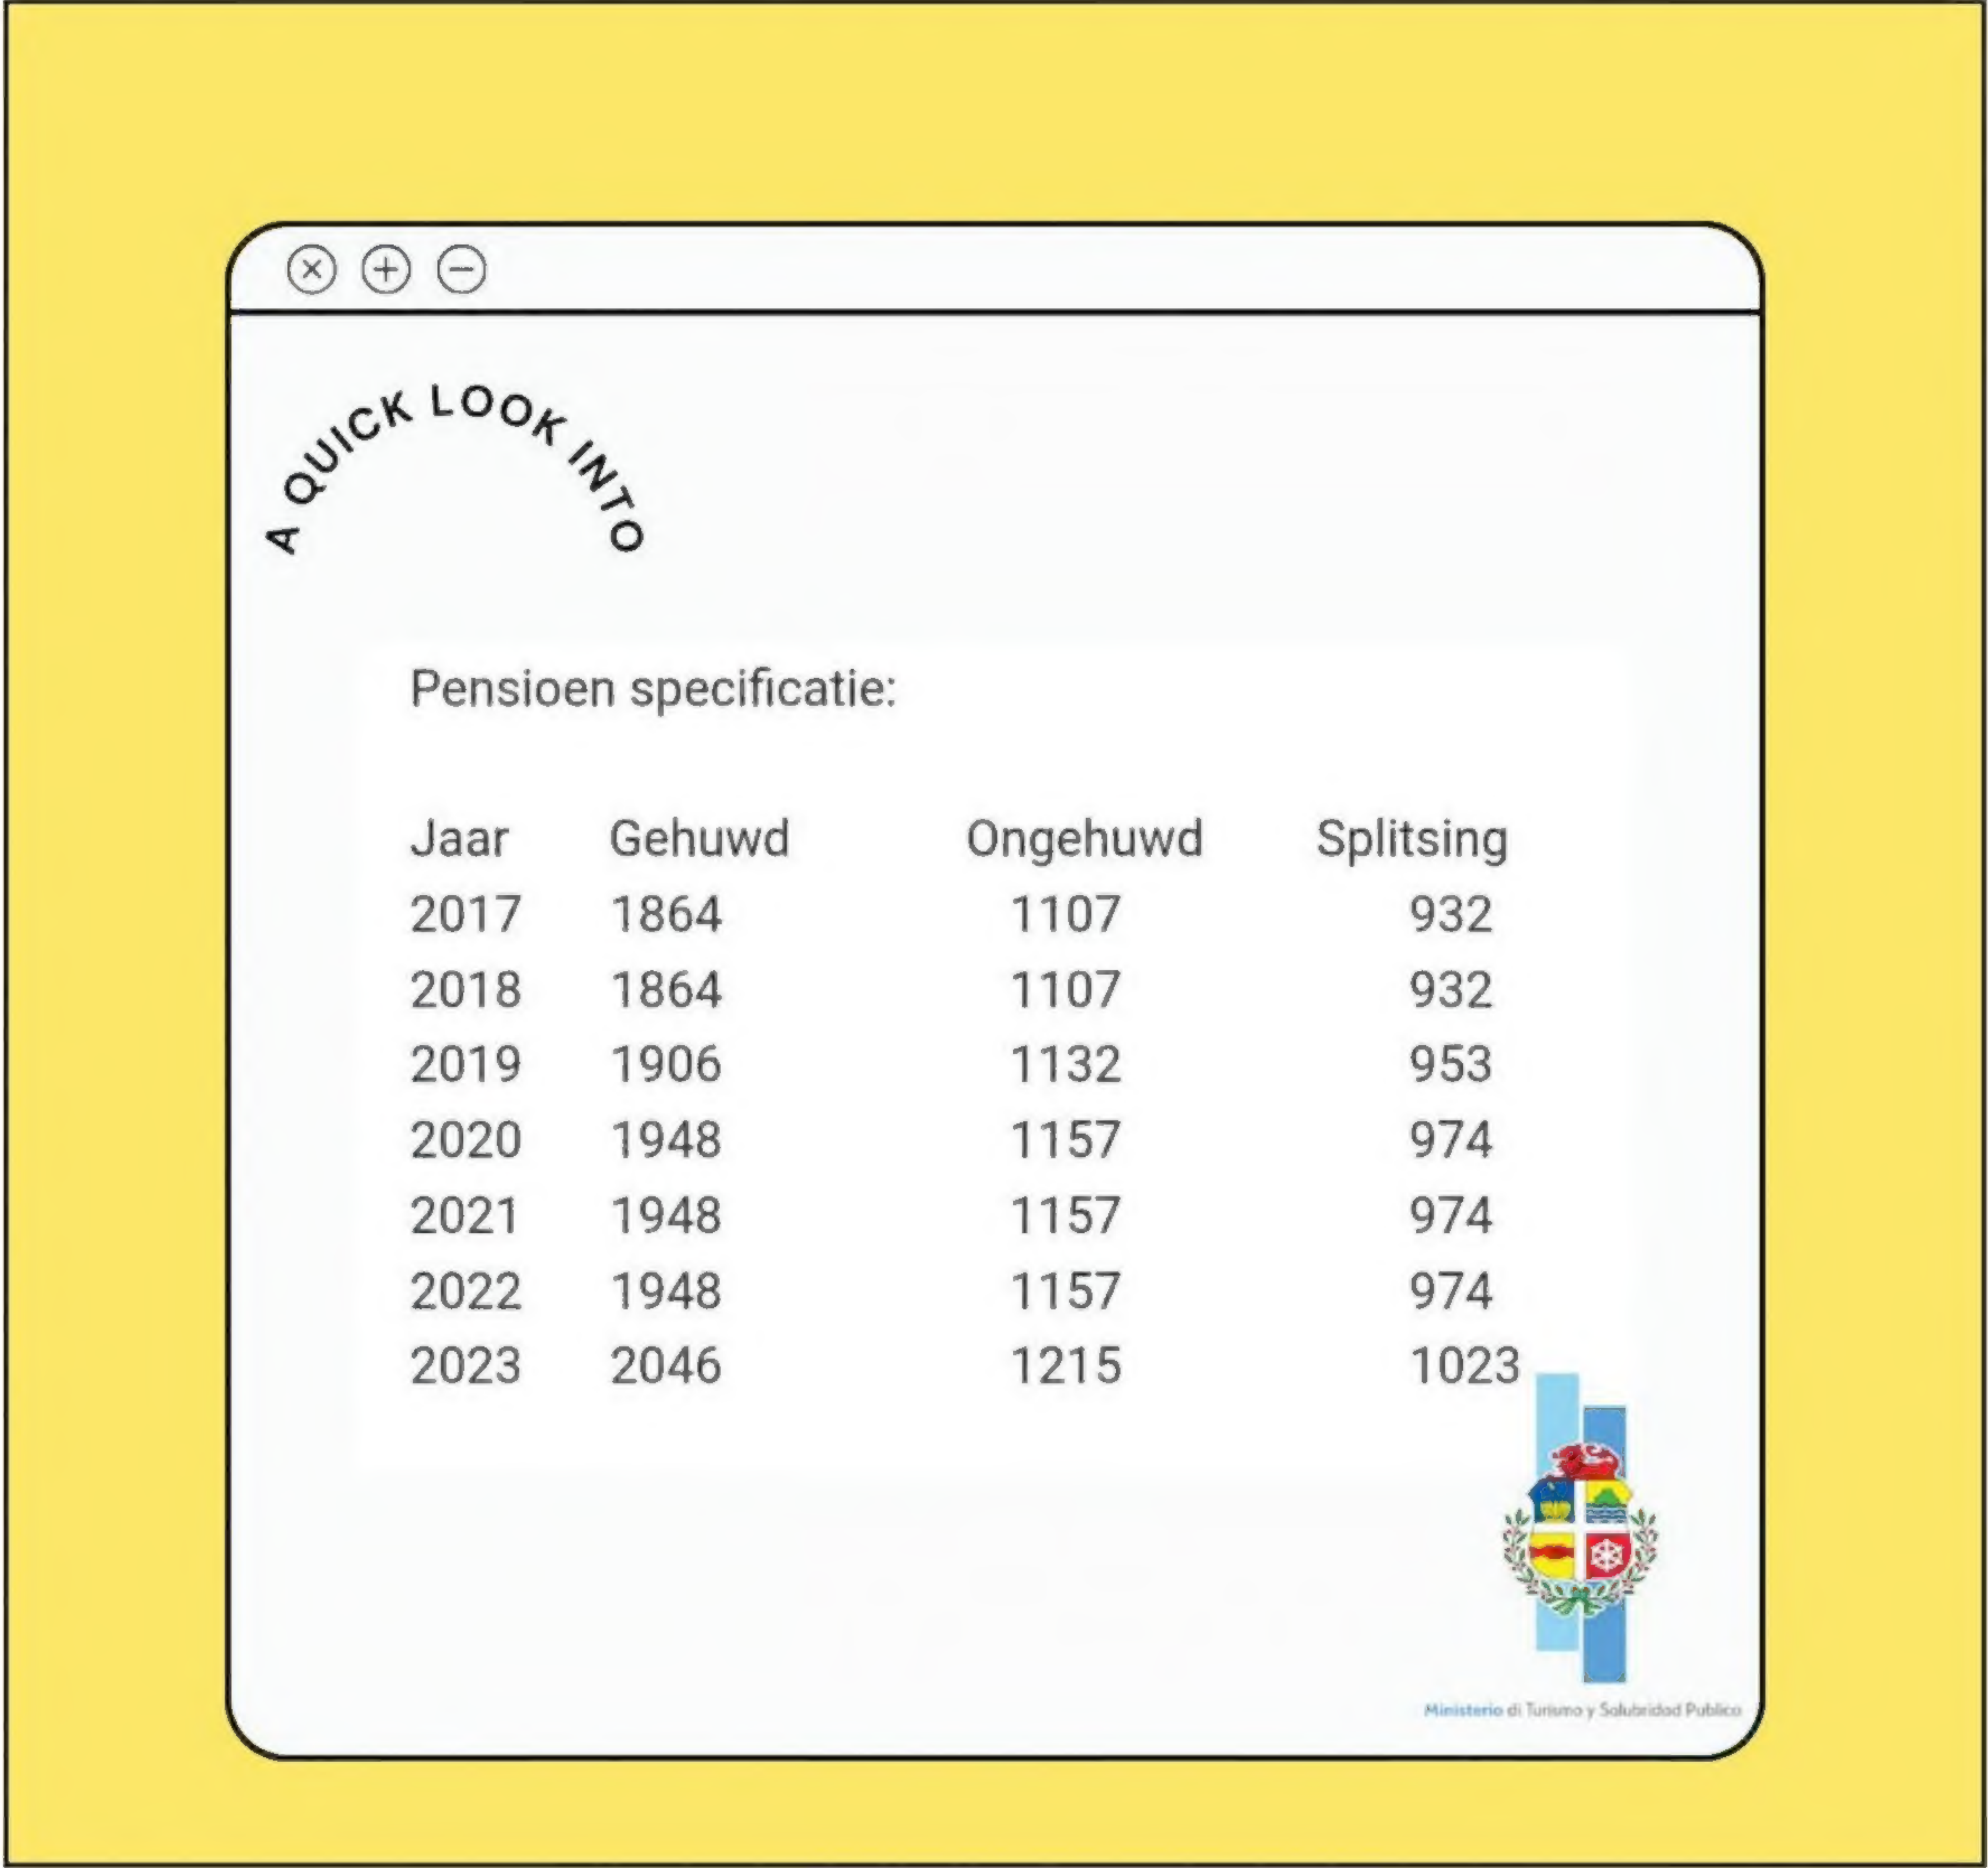 A QUICK LOOK INTO
Pensioen specificatie:
Jaar Gehuwd Ongehuwd Splitsing
2017 1864 1107 932
2018 1864 1107 932
2019 1906 1132 953
2020 1948 1157 974
2021 1948 1157 974
2022 1948 1157 974
2023 2046 1215 1023
Ministerio di Turismo y Salubridad Publico